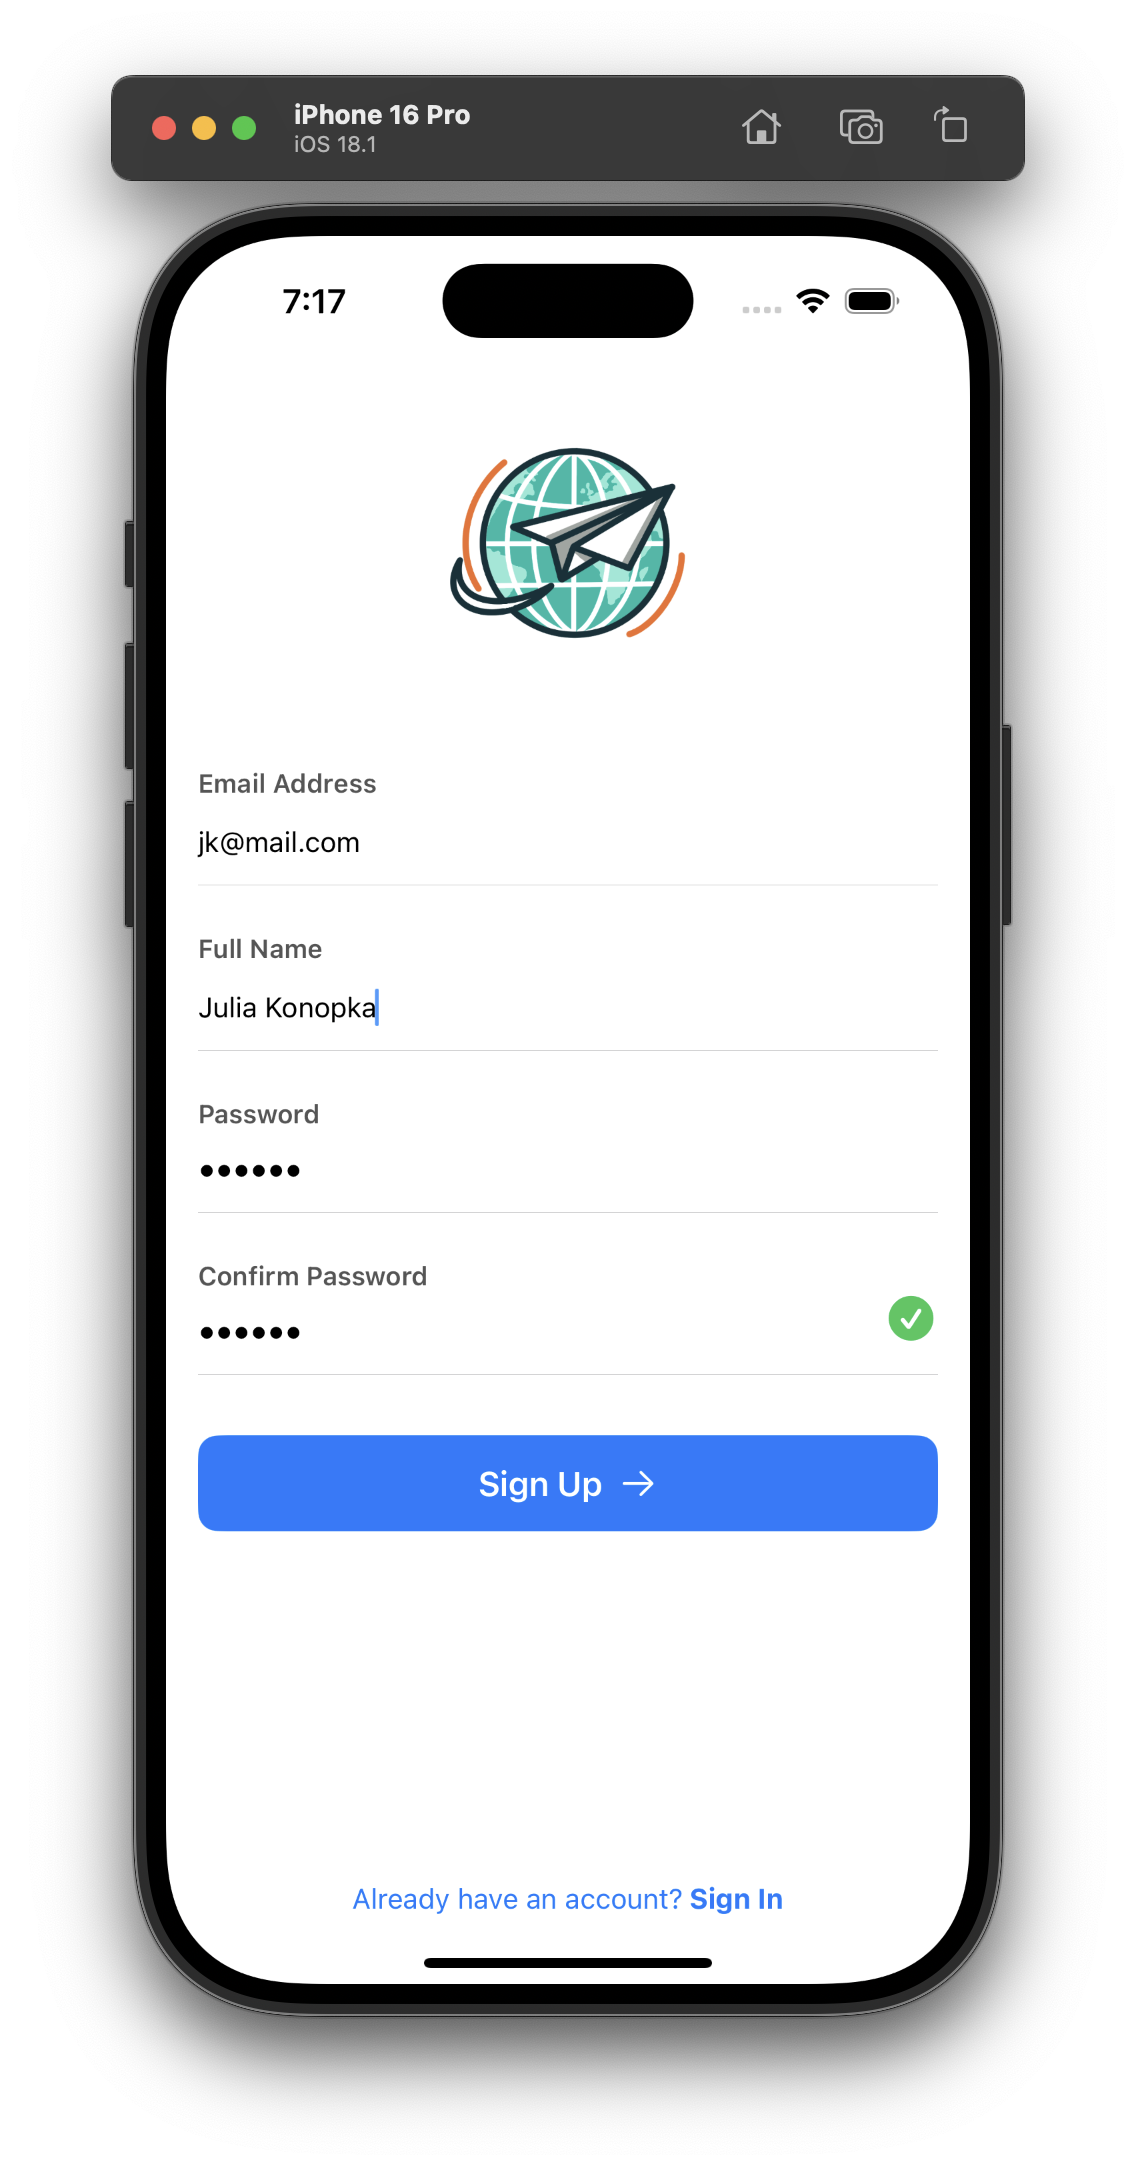 iPhone 16 Pro
iOS 18.1
7:17
Email Address
jk@mail.com
Full Name
Julia Konopka
Password
••••••
Confirm Password
••••••
Sign Up →
Already have an account? Sign In